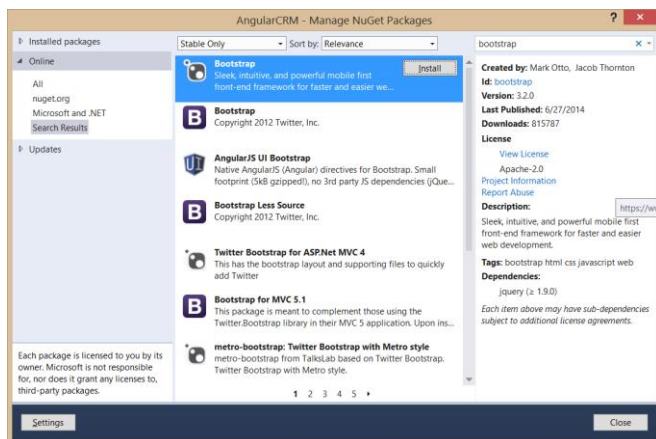 AngularCRM - Manage NuGet Packages
? ×
Installed packages
Online
All
nuget.org
Microsoft and .NET
Search Results
Updates
Each package is licensed to you by its
owner. Microsoft is not responsible
for, nor does it grant any licenses to,
third-party packages.
Stable Only
Sort by: Relevance
Bootstrap
Sleek, intuitive, and powerful mobile first
front-end framework for faster and easier we...
Install
Bootstrap
Copyright 2012 Twitter, Inc.
AngularJS UI Bootstrap
Native AngularJS (Angular) directives for Bootstrap. Small
footprint (5kB gzipped!), no 3rd party JS dependencies (jQue...
Bootstrap Less Source
Copyright 2012 Twitter, Inc.
Twitter Bootstrap for ASP.Net MVC 4
This has the bootstrap layout and supporting files to quickly
add Twitter
Bootstrap for MVC 5.1
This package is meant to complement those using the
Twitter.Bootstrap library in their MVC 5 application. Upon ins...
metro-bootstrap: Twitter Bootstrap with Metro style
metro-bootstrap from TalksLab based on Twitter Bootstrap.
Twitter Bootstrap with Metro style.
1 2 3 4 5
bootstrap
Created by: Mark Otto, Jacob Thornton
Id: bootstrap
Version: 3.2.0
Last Published: 6/27/2014
Downloads: 815787
License
View License
Apache-2.0
Project Information
Report Abuse
Description:
https://w
Sleek, intuitive, and powerful mobile first
front-end framework for faster and easier
web development.
Tags: bootstrap html css javascript web
Dependencies:
jquery (≥ 1.9.0)
Each item above may have sub-dependencies
subject to additional license agreements.
Settings
Close